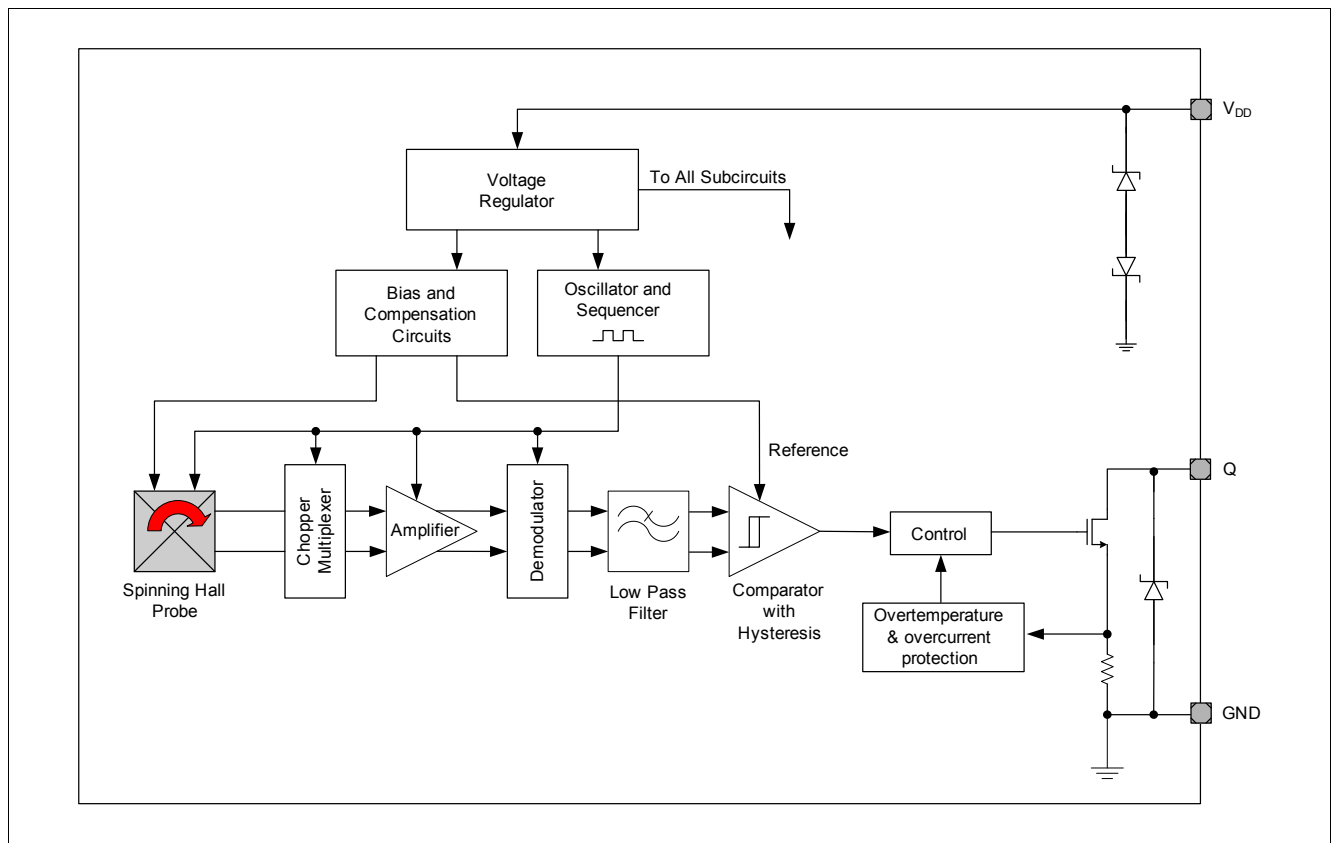 V_DD
Voltage
Regulator
To All Subcircuits
Bias and
Compensation
Circuits
Oscillator and
Sequencer
Reference
Q
Chopper
Multiplexer
Amplifier
Demodulator
Control
Spinning Hall
Probe
Low Pass
Filter
Comparator
with
Hysteresis
Overtemperature
& overcurrent
protection
GND